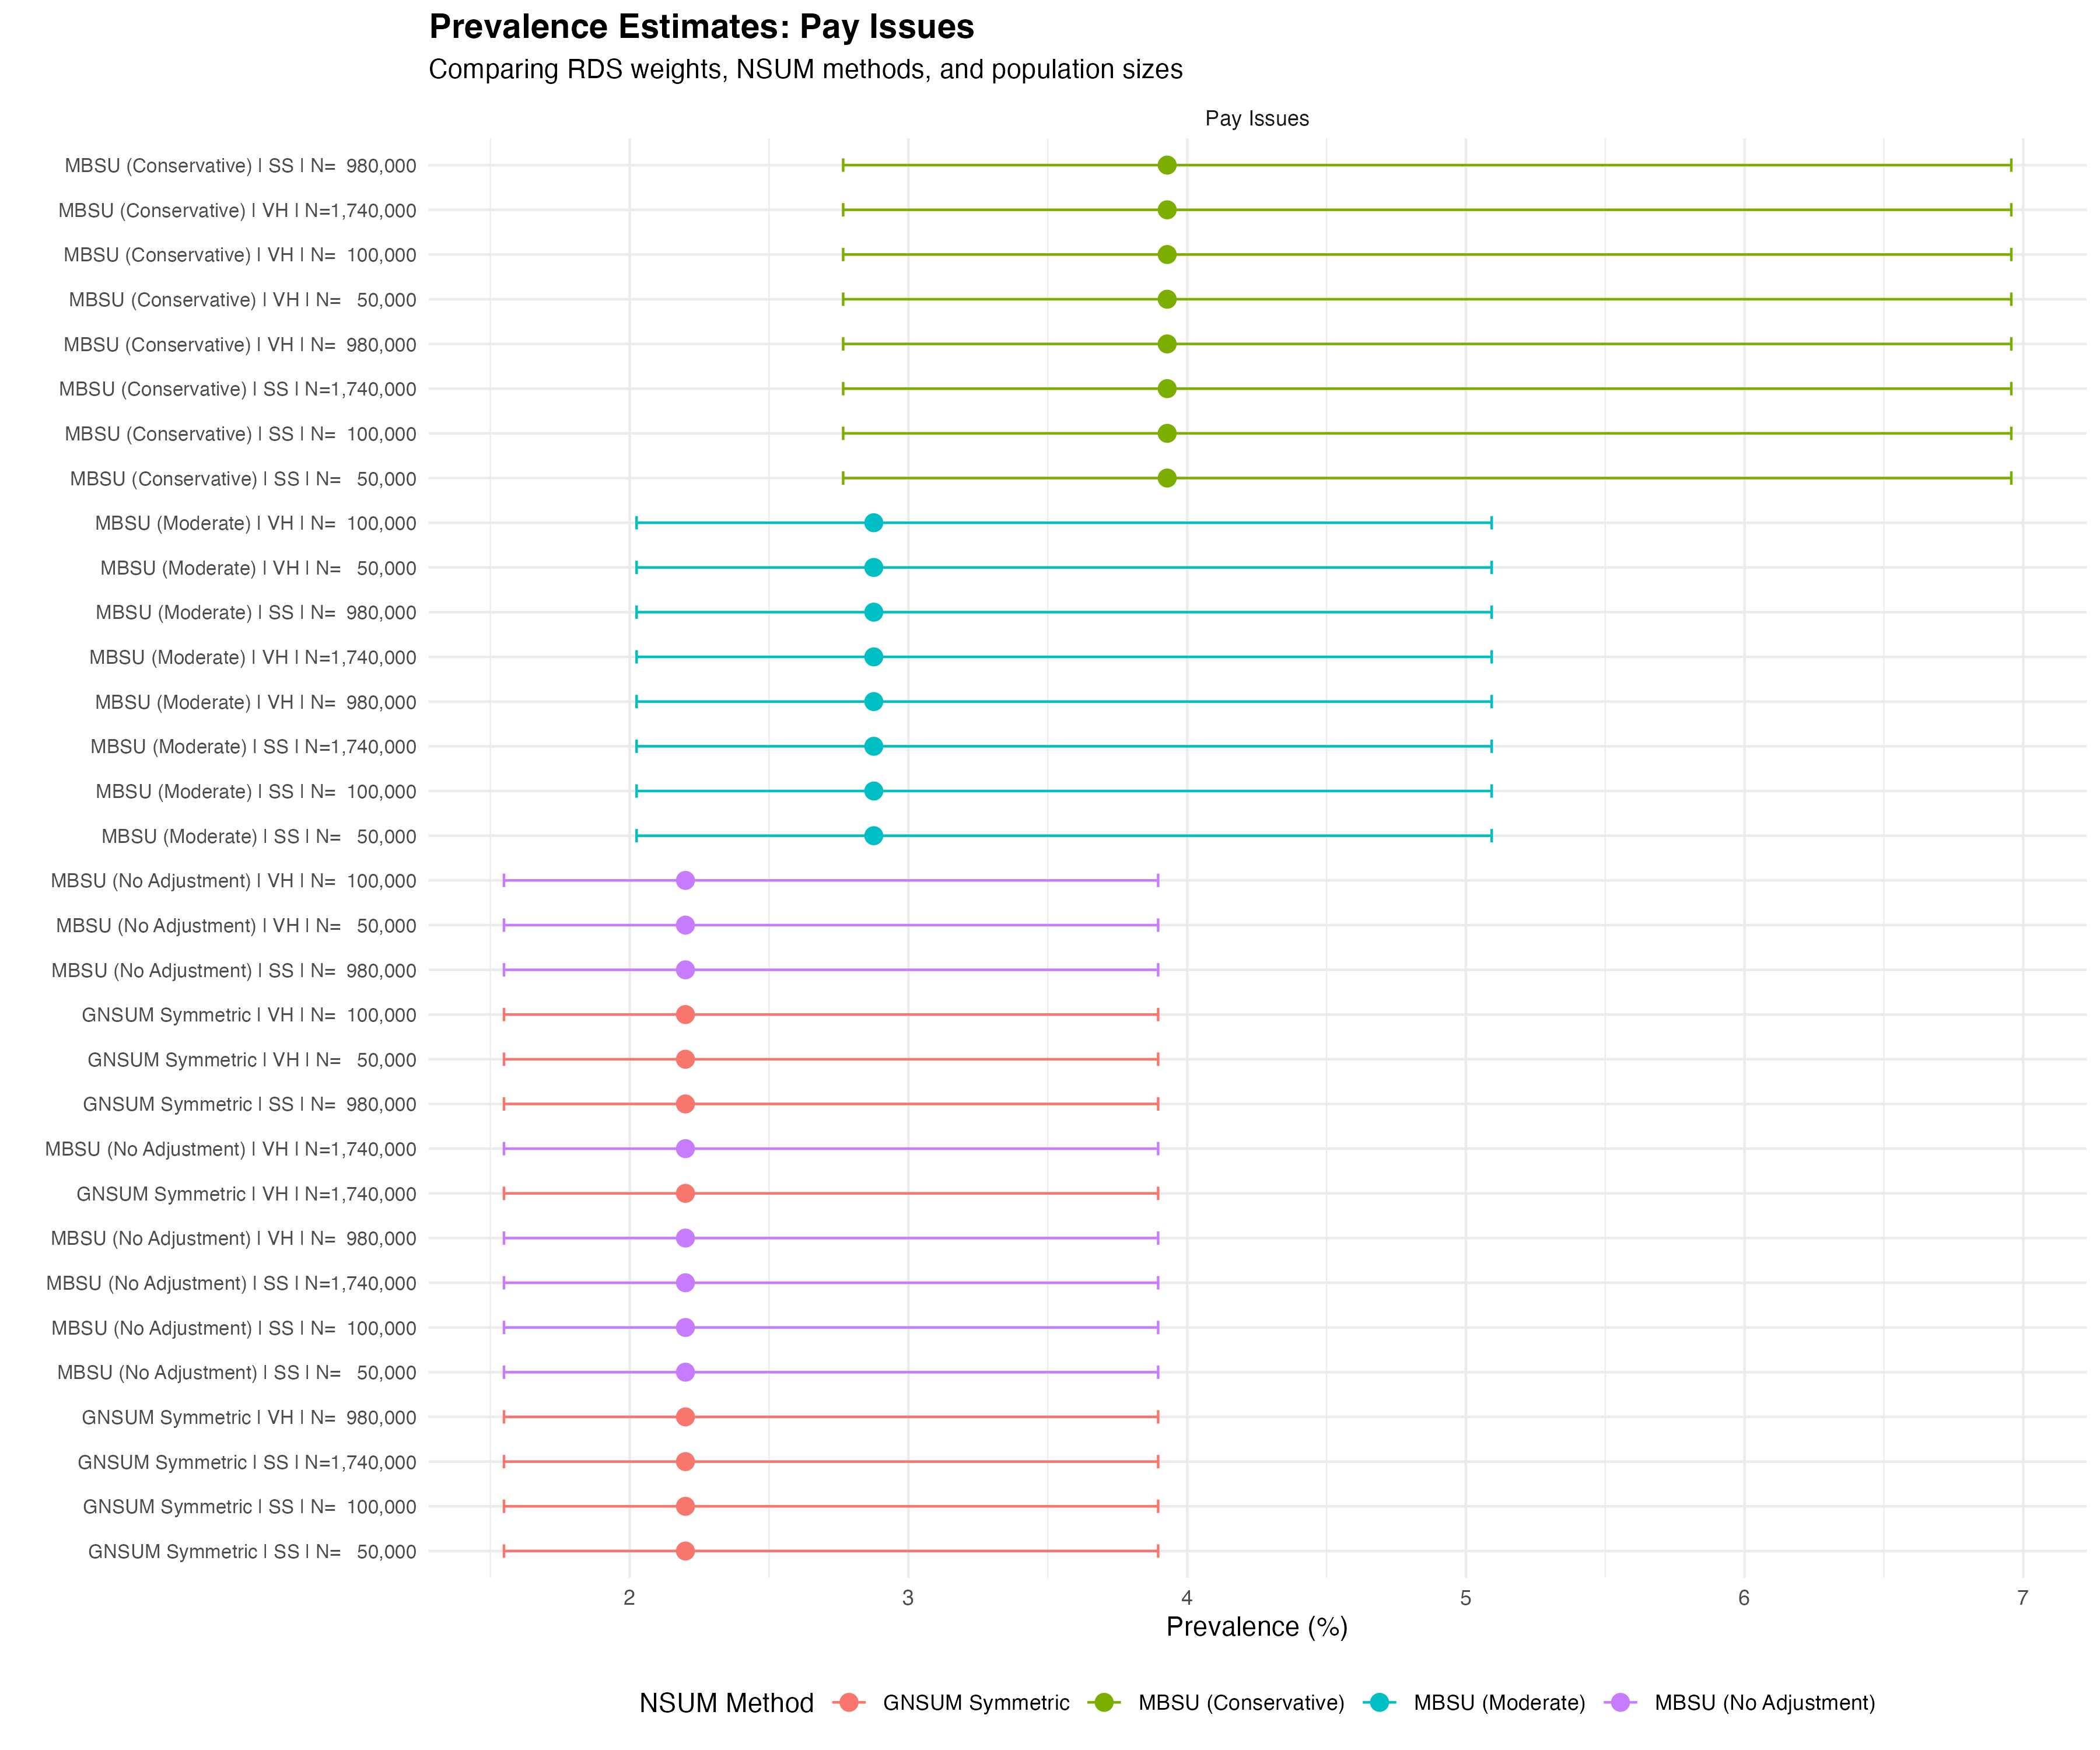 Prevalence Estimates: Pay Issues
Comparing RDS weights, NSUM methods, and population sizes
Pay Issues
MBSU (Conservative) | SS | N=  980,000
MBSU (Conservative) | VH | N=1,740,000
MBSU (Conservative) | VH | N=  100,000
MBSU (Conservative) | VH | N=   50,000
MBSU (Conservative) | VH | N=  980,000
MBSU (Conservative) | SS | N=1,740,000
MBSU (Conservative) | SS | N=  100,000
MBSU (Conservative) | SS | N=   50,000
MBSU (Moderate) | VH | N=  100,000
MBSU (Moderate) | VH | N=   50,000
MBSU (Moderate) | SS | N=  980,000
MBSU (Moderate) | VH | N=1,740,000
MBSU (Moderate) | VH | N=  980,000
MBSU (Moderate) | SS | N=1,740,000
MBSU (Moderate) | SS | N=  100,000
MBSU (Moderate) | SS | N=   50,000
MBSU (No Adjustment) | VH | N=  100,000
MBSU (No Adjustment) | VH | N=   50,000
MBSU (No Adjustment) | SS | N=  980,000
GNSUM Symmetric | VH | N=  100,000
GNSUM Symmetric | VH | N=   50,000
GNSUM Symmetric | SS | N=  980,000
MBSU (No Adjustment) | VH | N=1,740,000
GNSUM Symmetric | VH | N=1,740,000
MBSU (No Adjustment) | VH | N=  980,000
MBSU (No Adjustment) | SS | N=1,740,000
MBSU (No Adjustment) | SS | N=  100,000
MBSU (No Adjustment) | SS | N=   50,000
GNSUM Symmetric | VH | N=  980,000
GNSUM Symmetric | SS | N=1,740,000
GNSUM Symmetric | SS | N=  100,000
GNSUM Symmetric | SS | N=   50,000
2 3 4 5 6 7
Prevalence (%)
NSUM Method GNSUM Symmetric MBSU (Conservative) MBSU (Moderate) MBSU (No Adjustment)